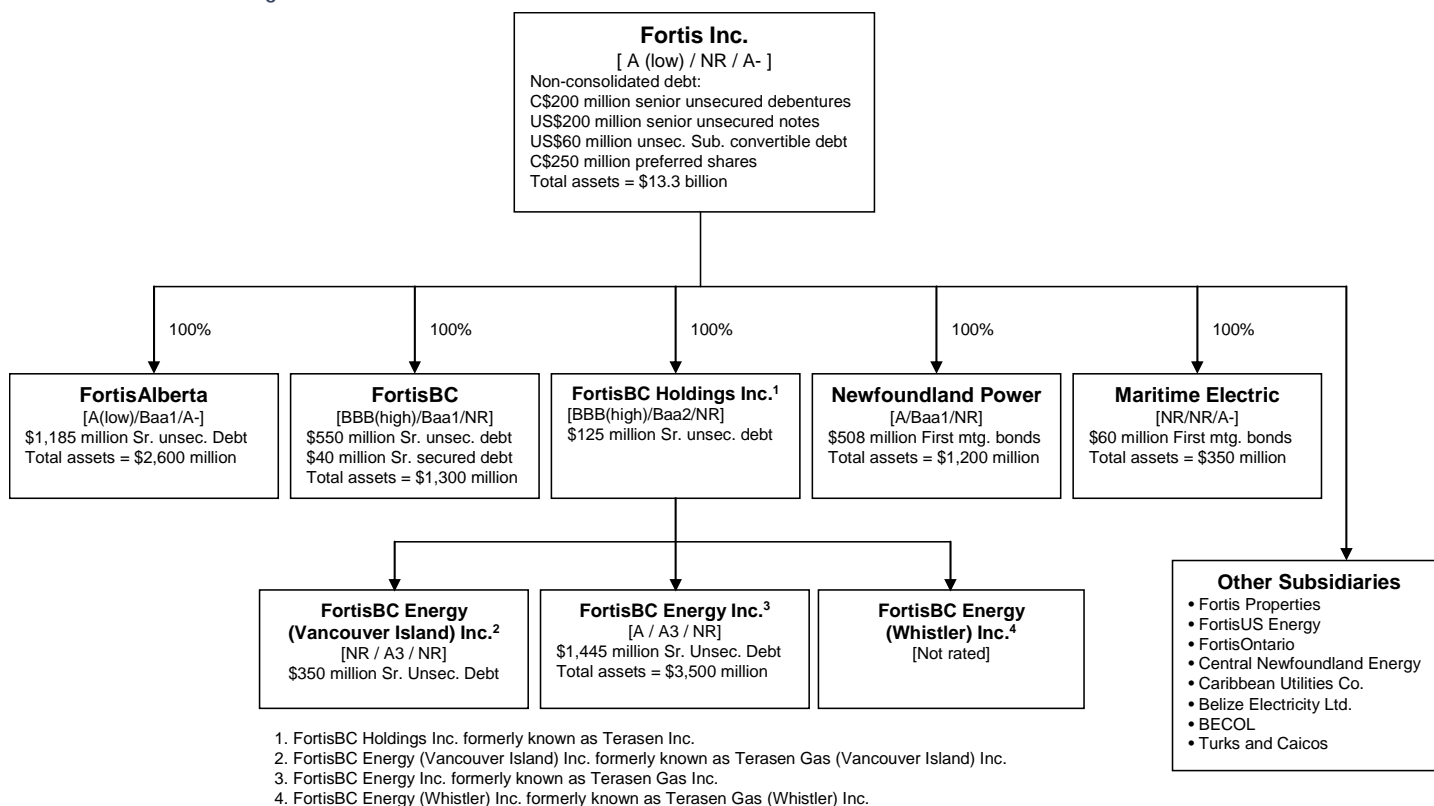 Fortis Inc.
[ A (low) / NR / A- ]
Non-consolidated debt:
C$200 million senior unsecured debentures
US$200 million senior unsecured notes
US$60 million unsec. Sub. convertible debt
C$250 million preferred shares
Total assets = $13.3 billion
100%
100%
100%
100%
100%
FortisAlberta
[A(low)/Baa1/A-]
$1,185 million Sr. unsec. Debt
Total assets = $2,600 million
FortisBC
[BBB(high)/Baa1/NR]
$550 million Sr. unsec. debt
$40 million Sr. secured debt
Total assets = $1,300 million
FortisBC Holdings Inc.¹
[BBB(high)/Baa2/NR]
$125 million Sr. unsec. debt
Newfoundland Power
[A/Baa1/NR]
$508 million First mtg. bonds
Total assets = $1,200 million
Maritime Electric
[NR/NR/A-]
$60 million First mtg. bonds
Total assets = $350 million
FortisBC Energy
(Vancouver Island) Inc.²
[NR / A3 / NR]
$350 million Sr. Unsec. Debt
FortisBC Energy Inc.³
[A / A3 / NR]
$1,445 million Sr. Unsec. Debt
Total assets = $3,500 million
FortisBC Energy
(Whistler) Inc.⁴
[Not rated]
Other Subsidiaries
• Fortis Properties
• FortisUS Energy
• FortisOntario
• Central Newfoundland Energy
• Caribbean Utilities Co.
• Belize Electricity Ltd.
• BECOL
• Turks and Caicos
1. FortisBC Holdings Inc. formerly known as Terasen Inc.
2. FortisBC Energy (Vancouver Island) Inc. formerly known as Terasen Gas (Vancouver Island) Inc.
3. FortisBC Energy Inc. formerly known as Terasen Gas Inc.
4. FortisBC Energy (Whistler) Inc. formerly known as Terasen Gas (Whistler) Inc.